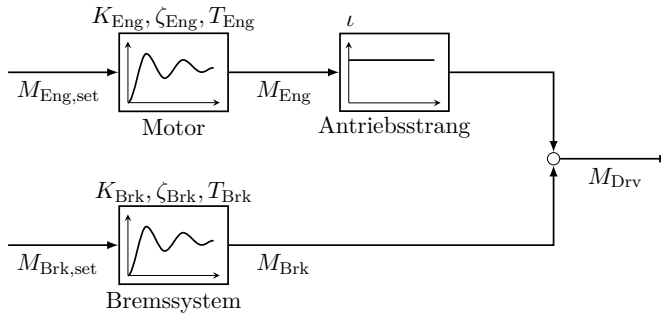 K_Eng, ζ_Eng, T_Eng
ι
M_Eng,set
M_Eng
Motor
Antriebsstrang
M_Drv
K_Brk, ζ_Brk, T_Brk
M_Brk,set
M_Brk
Bremssystem